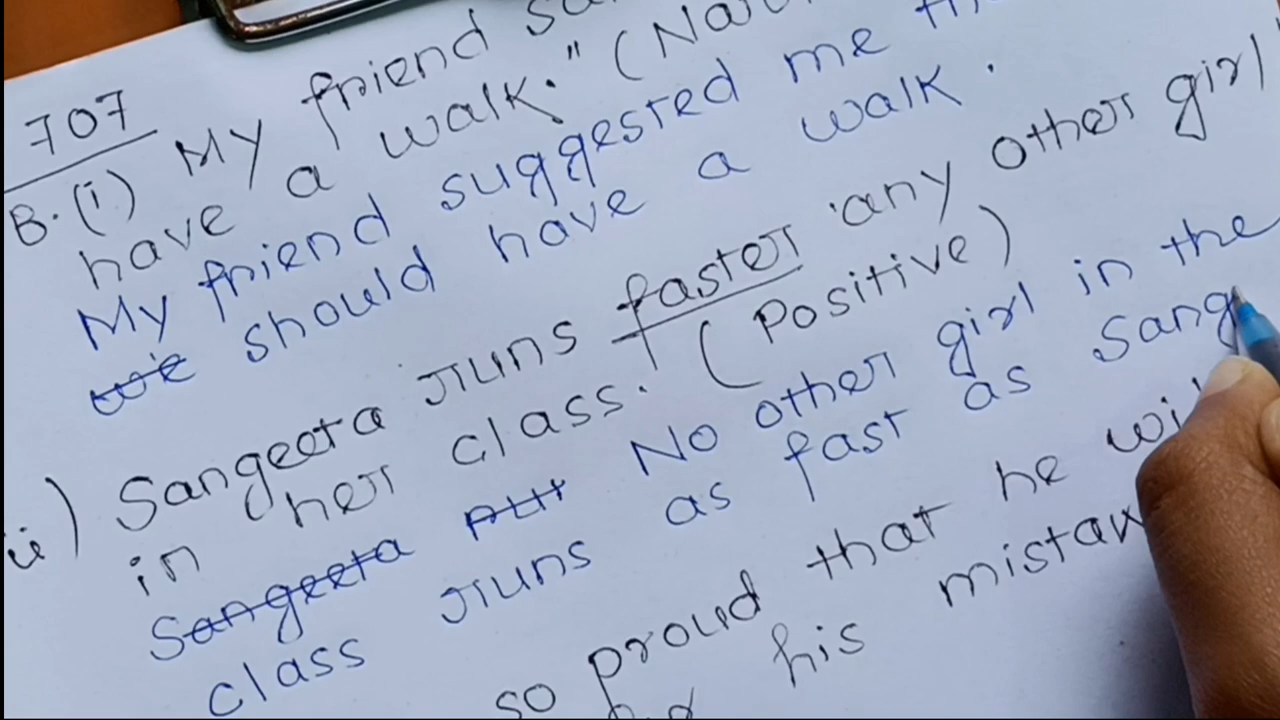 707
B. (i) My friend
have a walk." (
My friend suggested me
we should have a walk.
ii) Sangeeta runs faster any other girl
in her class. (Positive)
Sangeeta No other girl in the
class runs as fast as Sang
so proud that he
his